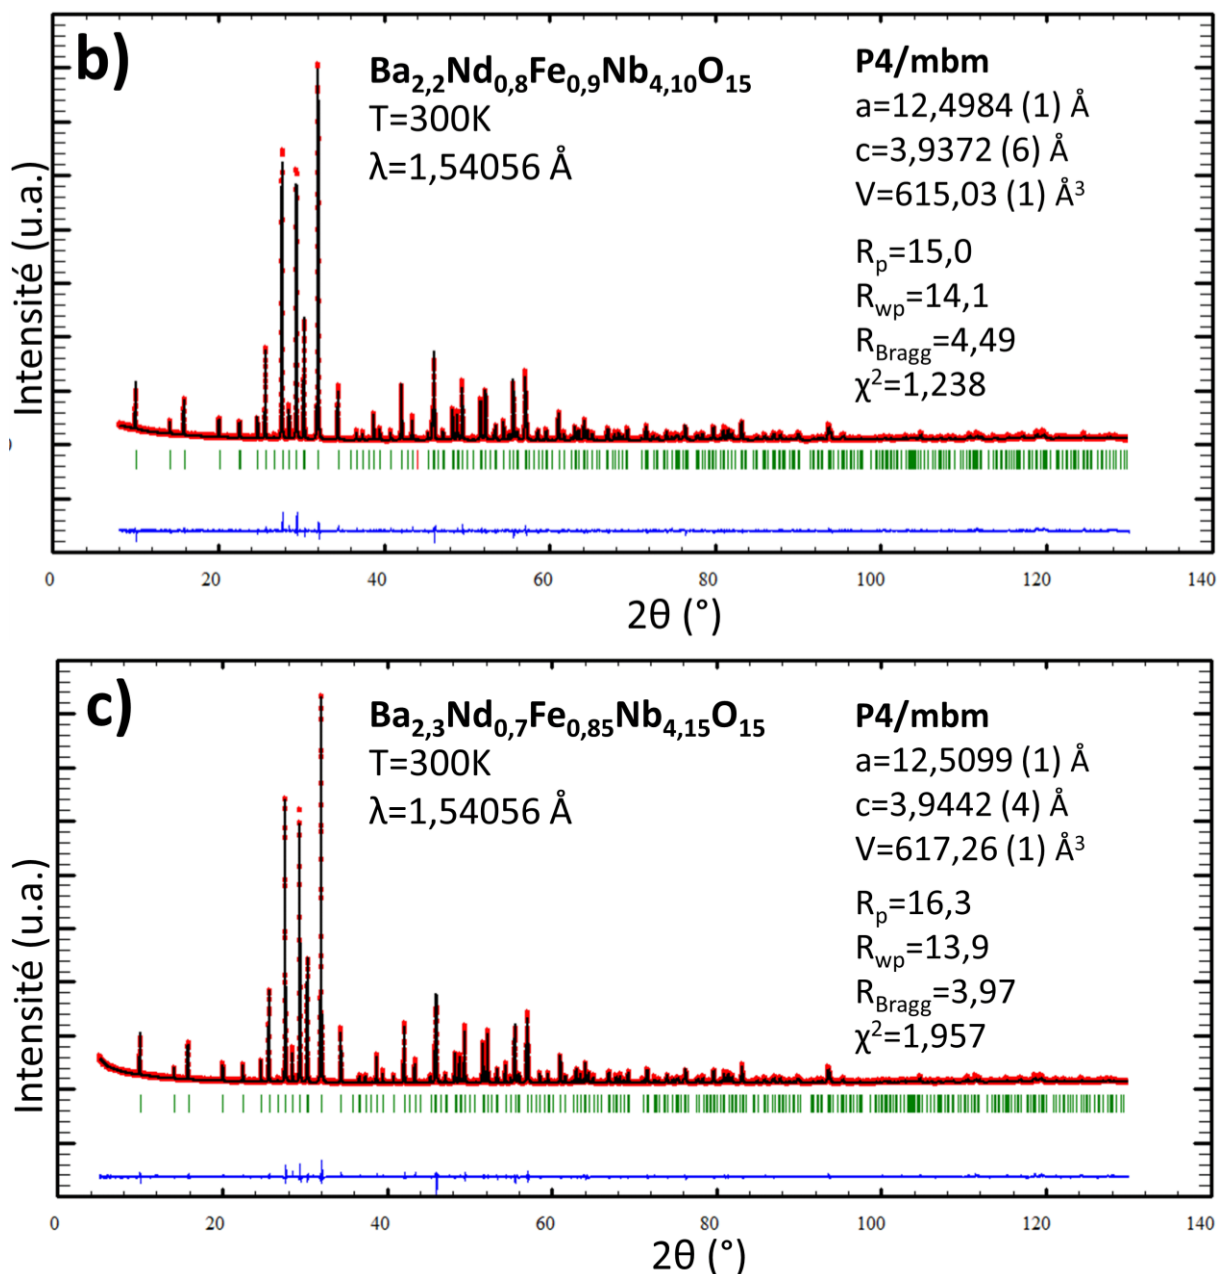 b)
Ba2,2Nd0,8Fe0,9Nb4,10O15
T=300K
λ=1,54056 Å
P4/mbm
a=12,4984 (1) Å
c=3,9372 (6) Å
V=615,03 (1) Å³
Rp=15,0
Rwp=14,1
RBragg=4,49
χ²=1,238
Intensité (u.a.)
0 20 40 60 80 100 120 140
2θ (°)
c)
Ba2,3Nd0,7Fe0,85Nb4,15O15
T=300K
λ=1,54056 Å
P4/mbm
a=12,5099 (1) Å
c=3,9442 (4) Å
V=617,26 (1) Å³
Rp=16,3
Rwp=13,9
RBragg=3,97
χ²=1,957
Intensité (u.a.)
0 20 40 60 80 100 120 140
2θ (°)